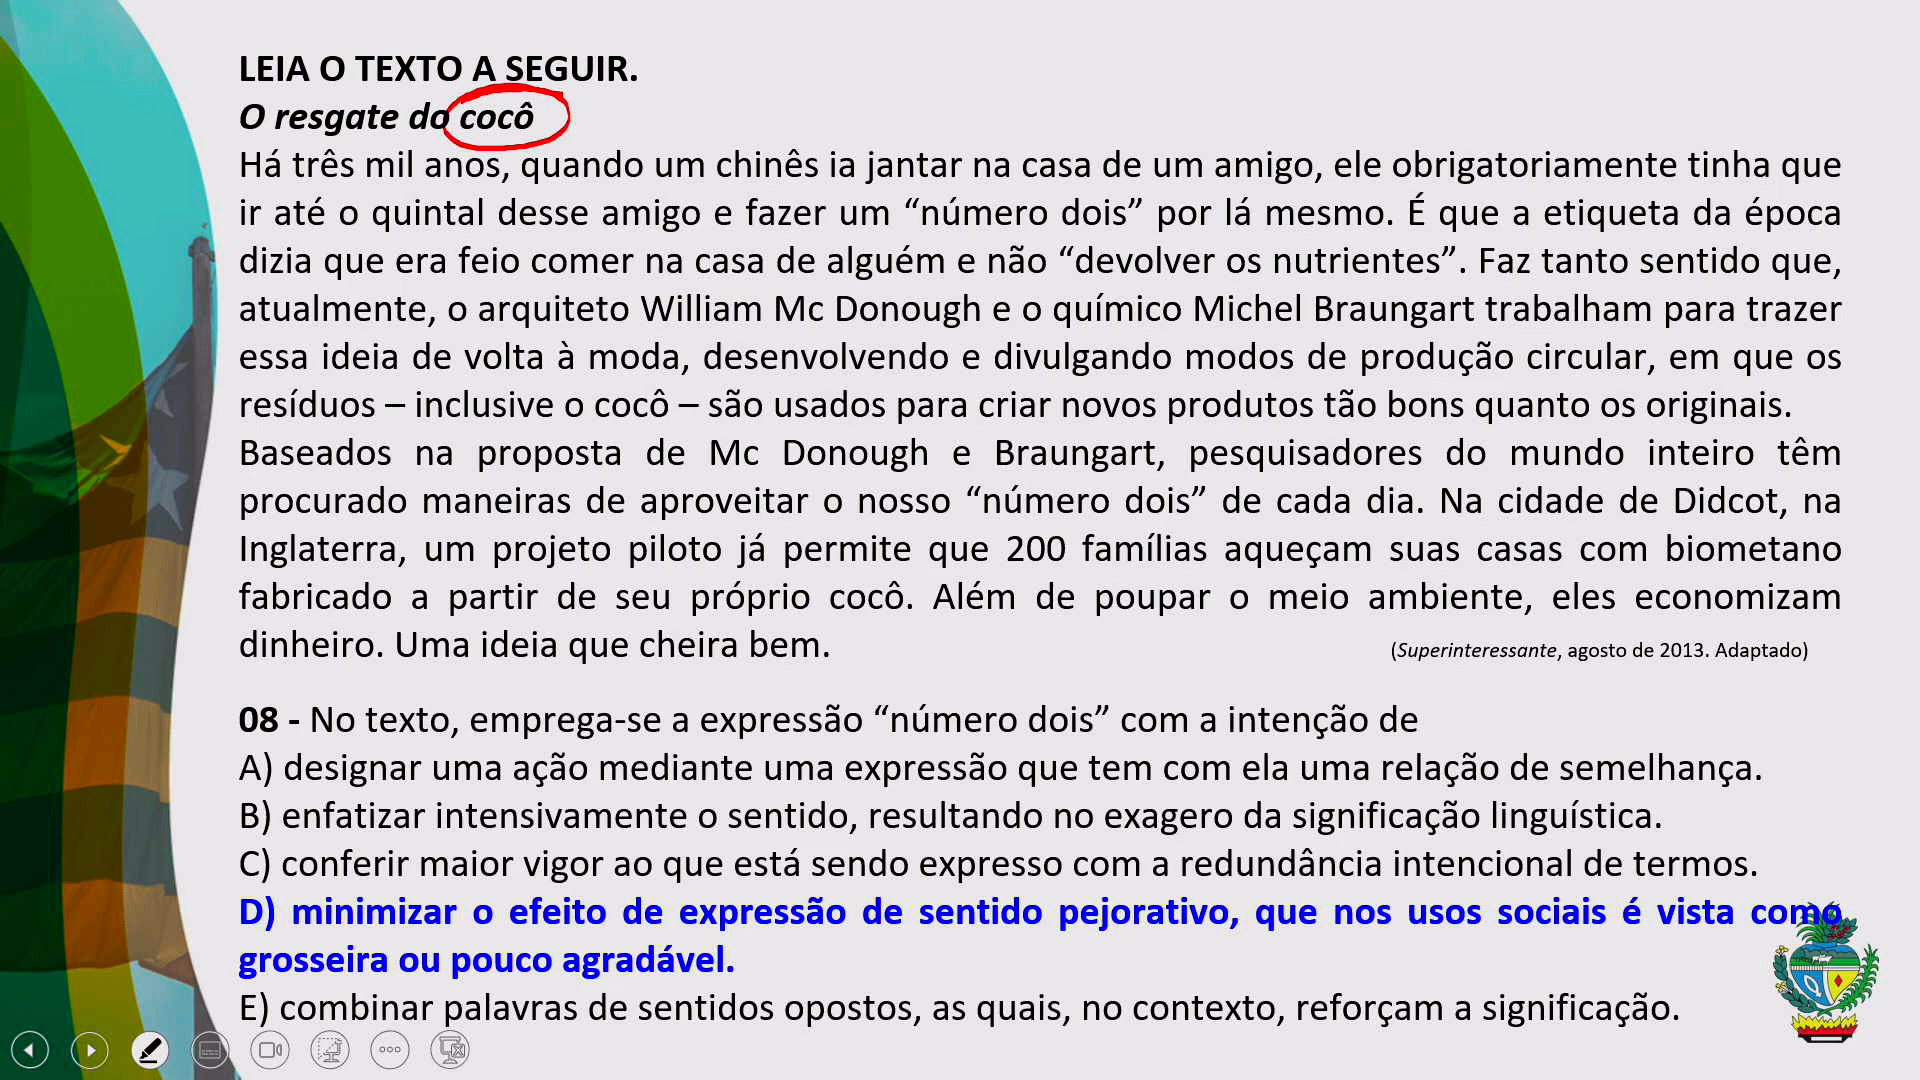 LEIA O TEXTO A SEGUIR.
O resgate do cocô
Há três mil anos, quando um chinês ia jantar na casa de um amigo, ele obrigatoriamente tinha que
ir até o quintal desse amigo e fazer um “número dois” por lá mesmo. É que a etiqueta da época
dizia que era feio comer na casa de alguém e não “devolver os nutrientes”. Faz tanto sentido que,
atualmente, o arquiteto William Mc Donough e o químico Michel Braungart trabalham para trazer
essa ideia de volta à moda, desenvolvendo e divulgando modos de produção circular, em que os
resíduos – inclusive o cocô – são usados para criar novos produtos tão bons quanto os originais.
Baseados na proposta de Mc Donough e Braungart, pesquisadores do mundo inteiro têm
procurado maneiras de aproveitar o nosso “número dois” de cada dia. Na cidade de Didcot, na
Inglaterra, um projeto piloto já permite que 200 famílias aqueçam suas casas com biometano
fabricado a partir de seu próprio cocô. Além de poupar o meio ambiente, eles economizam
dinheiro. Uma ideia que cheira bem. (Superinteressante, agosto de 2013. Adaptado)
08 - No texto, emprega-se a expressão “número dois” com a intenção de
A) designar uma ação mediante uma expressão que tem com ela uma relação de semelhança.
B) enfatizar intensivamente o sentido, resultando no exagero da significação linguística.
C) conferir maior vigor ao que está sendo expresso com a redundância intencional de termos.
D) minimizar o efeito de expressão de sentido pejorativo, que nos usos sociais é vista como
grosseira ou pouco agradável.
E) combinar palavras de sentidos opostos, as quais, no contexto, reforçam a significação.